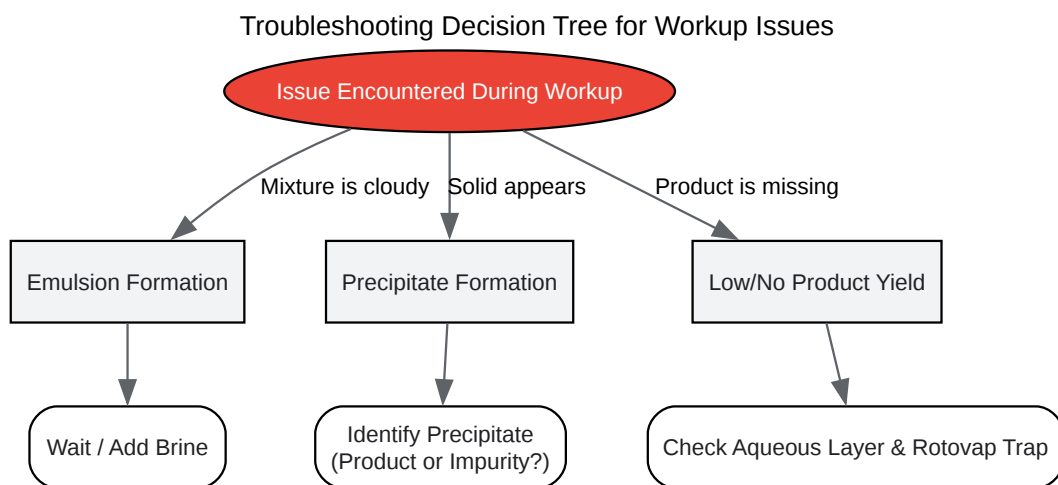 Troubleshooting Decision Tree for Workup Issues
Issue Encountered During Workup
Mixture is cloudy
Solid appears
Product is missing
Emulsion Formation
Precipitate Formation
Low/No Product Yield
Wait / Add Brine
Identify Precipitate
(Product or Impurity?)
Check Aqueous Layer & Rotovap Trap